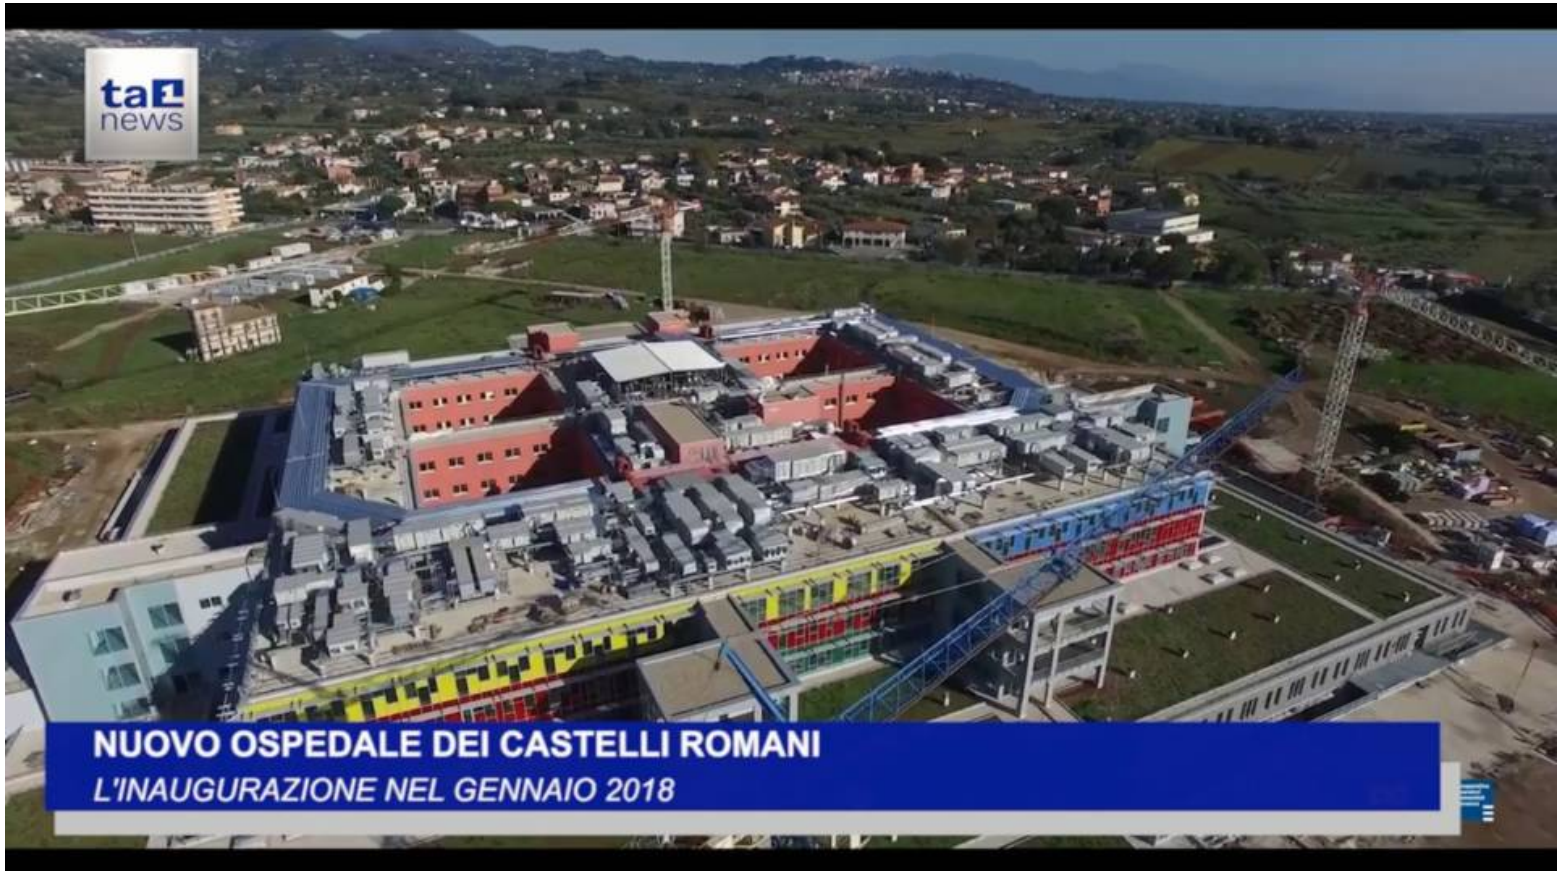 ta1
news
NUOVO OSPEDALE DEI CASTELLI ROMANI
L'INAUGURAZIONE NEL GENNAIO 2018